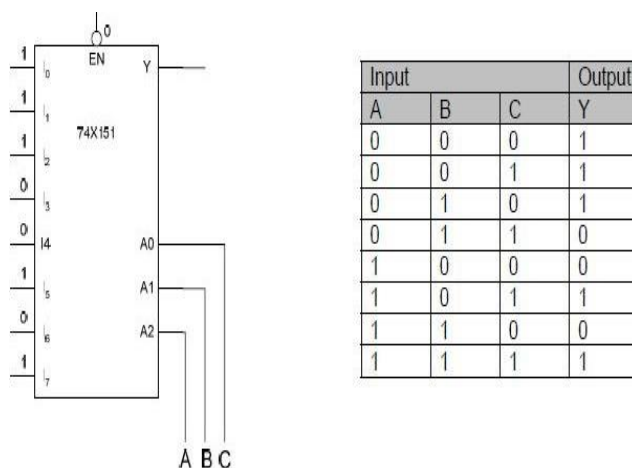 0
EN
Y
1 I0
1 I1
74X151
1 I2
0 I3
0 I4 A0
1 I5 A1
0 I6 A2
1 I7
A B C
Input Output
A B C Y
0 0 0 1
0 0 1 1
0 1 0 1
0 1 1 0
1 0 0 0
1 0 1 1
1 1 0 0
1 1 1 1